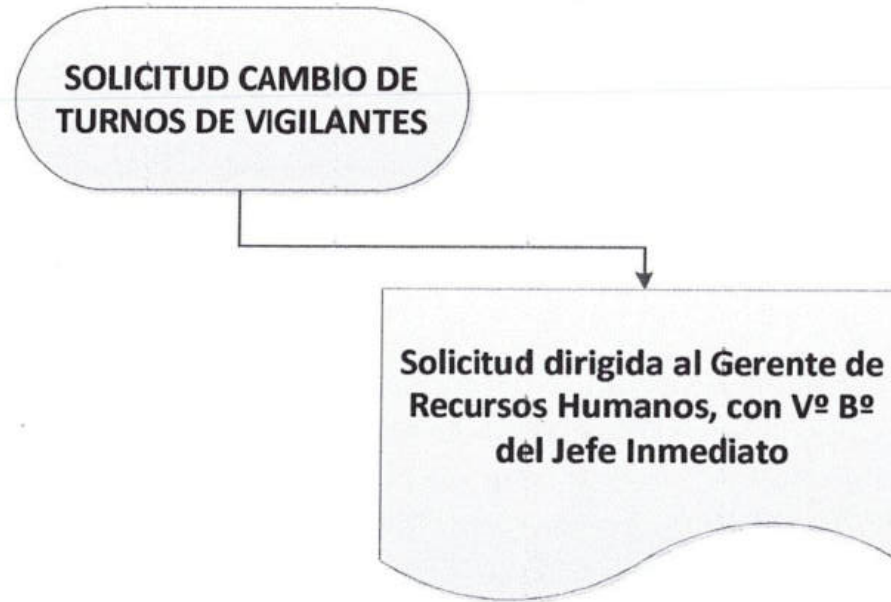 SOLICITUD CAMBIO DE
TURNOS DE VIGILANTES
Solicitud dirigida al Gerente de
Recursos Humanos, con Vº Bº
del Jefe Inmediato